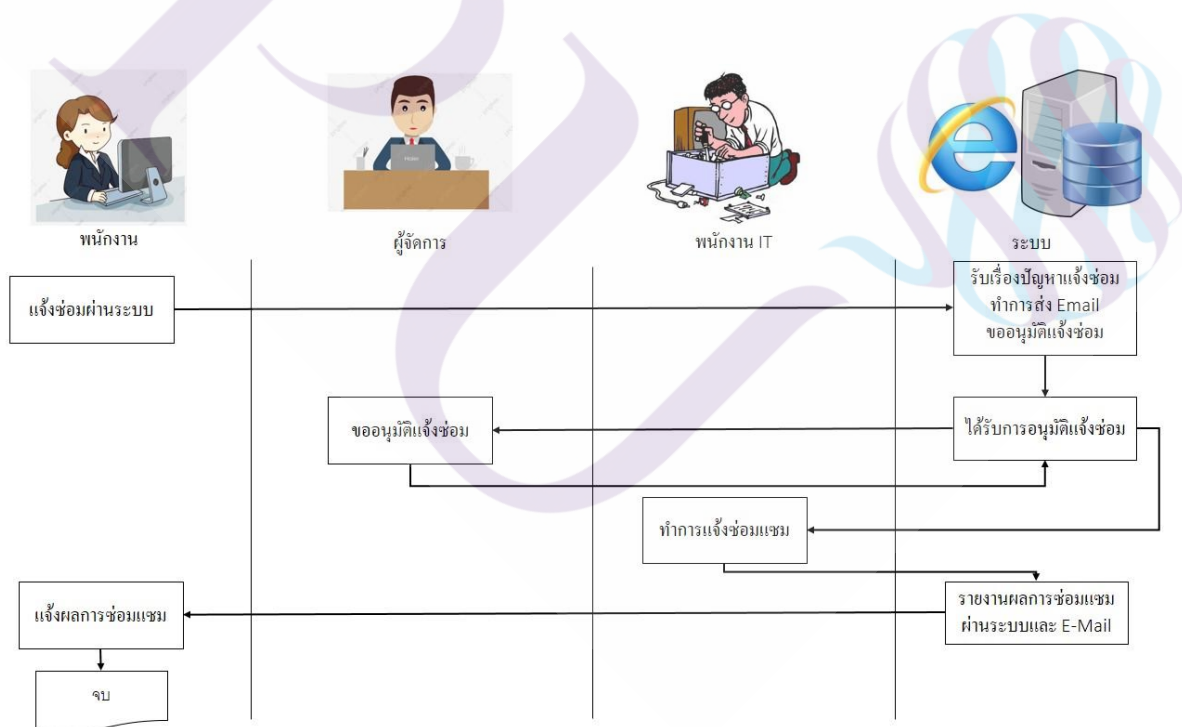 พนักงาน
ผู้จัดการ
พนักงาน IT
ระบบ
แจ้งซ่อมผ่านระบบ
รับเรื่องปัญหาแจ้งซ่อม
ทำการส่ง Email
ขออนุมัติแจ้งซ่อม
ขออนุมัติแจ้งซ่อม
ได้รับการอนุมัติแจ้งซ่อม
ทำการแจ้งซ่อมแซม
แจ้งผลการซ่อมแซม
รายงานผลการซ่อมแซม
ผ่านระบบและ E-Mail
จบ